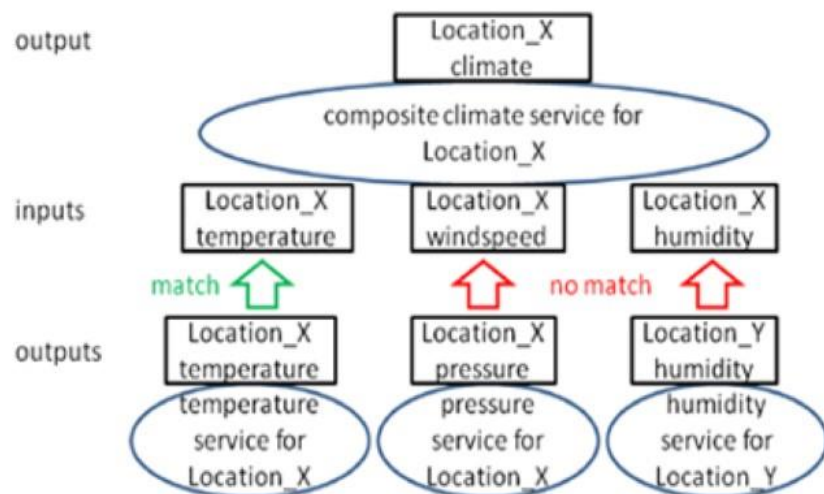 output
Location_X
climate
composite climate service for
Location_X
inputs
Location_X
temperature
Location_X
windspeed
Location_X
humidity
match
no match
outputs
Location_X
temperature
Location_X
pressure
Location_Y
humidity
temperature
service for
Location_X
pressure
service for
Location_X
humidity
service for
Location_Y